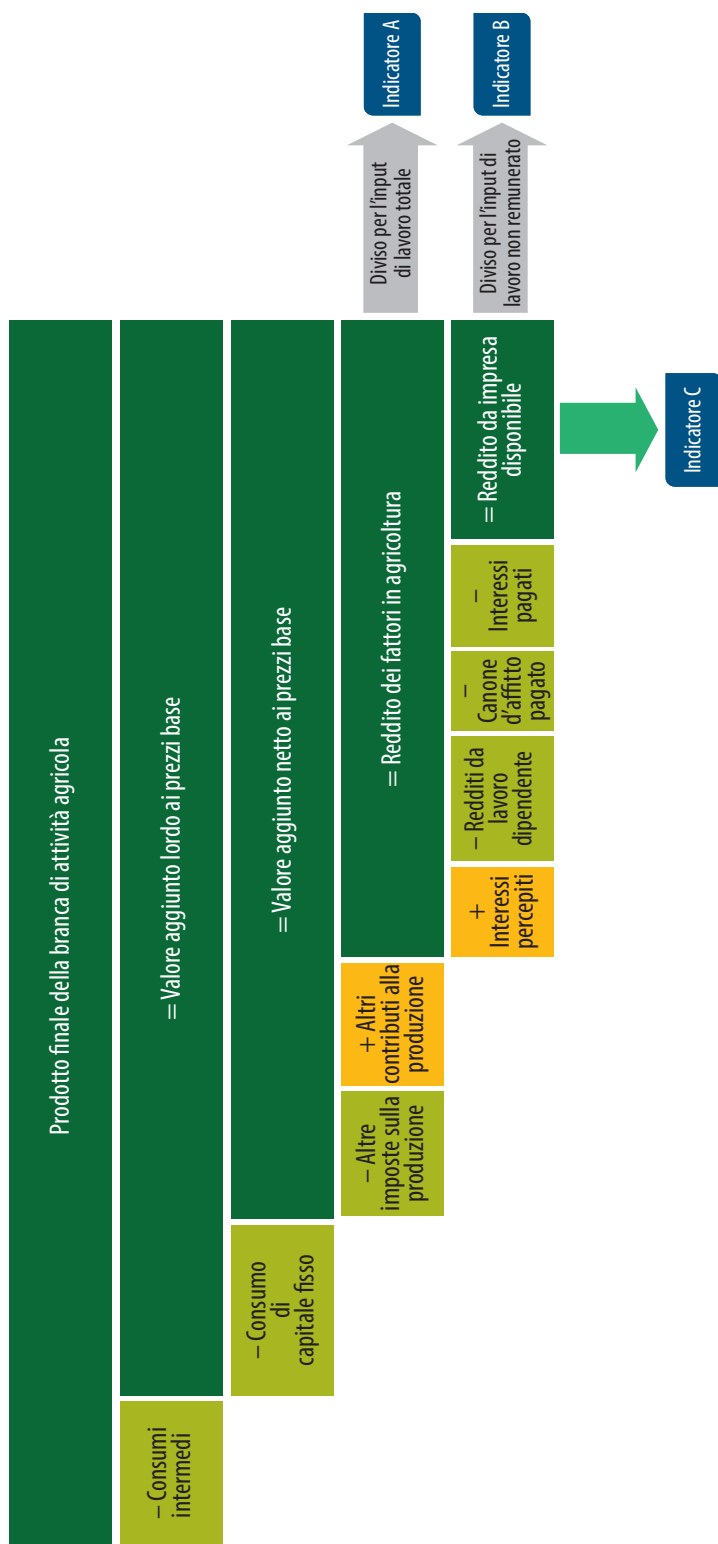 Prodotto finale della branca di attività agricola
– Consumi
intermedi
= Valore aggiunto lordo ai prezzi base
– Consumo
di
capitale fisso
= Valore aggiunto netto ai prezzi base
– Altre
imposte sulla
produzione
+ Altri
contributi alla
produzione
= Reddito dei fattori in agricoltura
Diviso per l'input
di lavoro totale
Indicatore A
+
Interessi
percepiti
– Redditi da
lavoro
dipendente
–
Canone
d'affitto
pagato
–
Interessi
pagati
= Reddito da impresa
disponibile
Diviso per l'input di
lavoro non remunerato
Indicatore B
Indicatore C